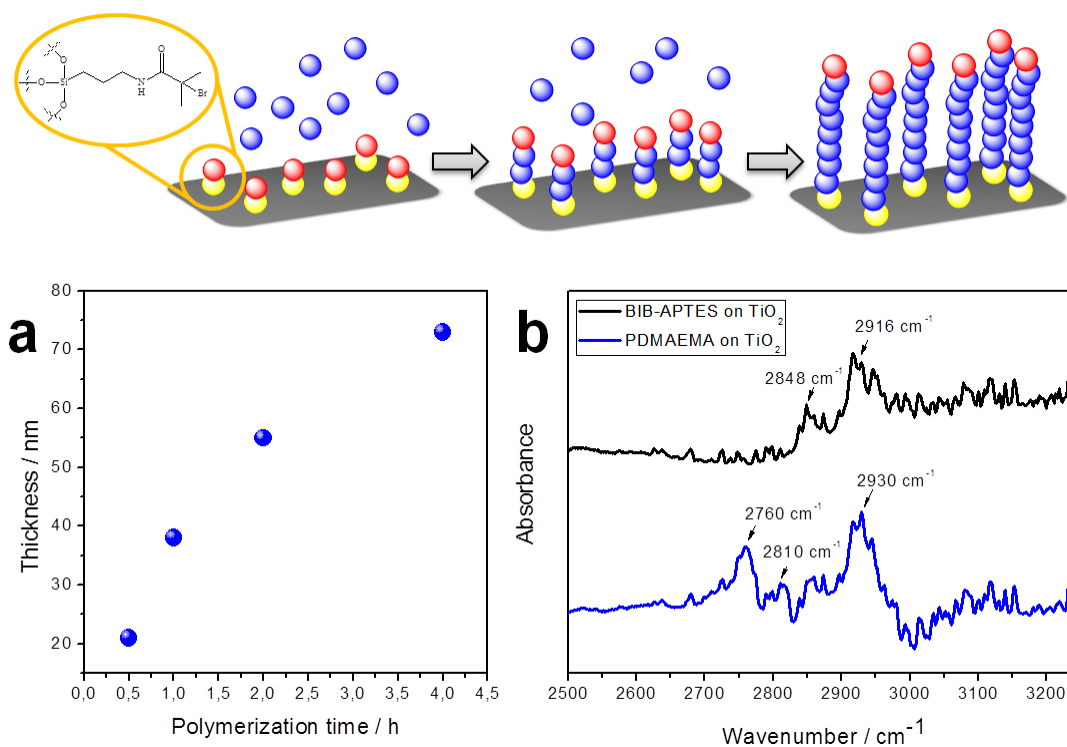 O
O
O
Si
O
N
H
Br
a
Thickness / nm
80
70
60
50
40
30
20
0,0 0,5 1,0 1,5 2,0 2,5 3,0 3,5 4,0 4,5
Polymerization time / h
b
Absorbance
BIB-APTES on TiO₂
PDMAEMA on TiO₂
2916 cm⁻¹
2848 cm⁻¹
2930 cm⁻¹
2760 cm⁻¹
2810 cm⁻¹
2500 2600 2700 2800 2900 3000 3100 3200
Wavenumber / cm⁻¹